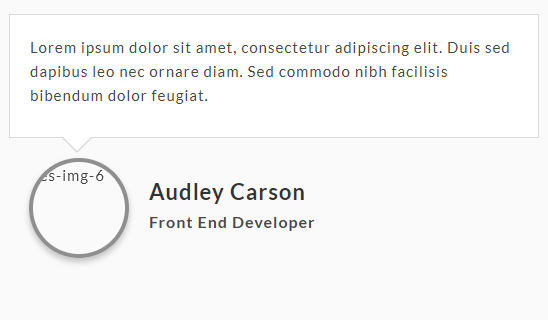 Lorem ipsum dolor sit amet, consectetur adipiscing elit. Duis sed
dapibus leo nec ornare diam. Sed commodo nibh facilisis
bibendum dolor feugiat.
es-img-6
Audley Carson
Front End Developer